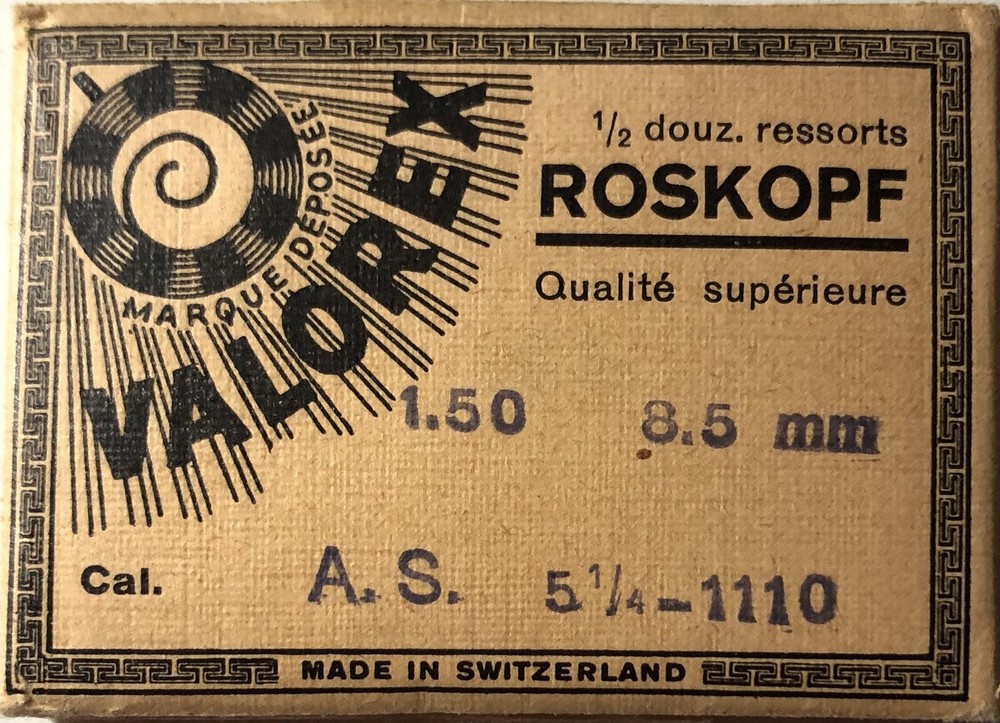 VALOREX
MARQUE DÉPOSÉE
1/2 douz. ressorts
ROSKOPF
Qualité supérieure
1.50 8.5 mm
Cal. A. S. 5 1/4-1110
MADE IN SWITZERLAND